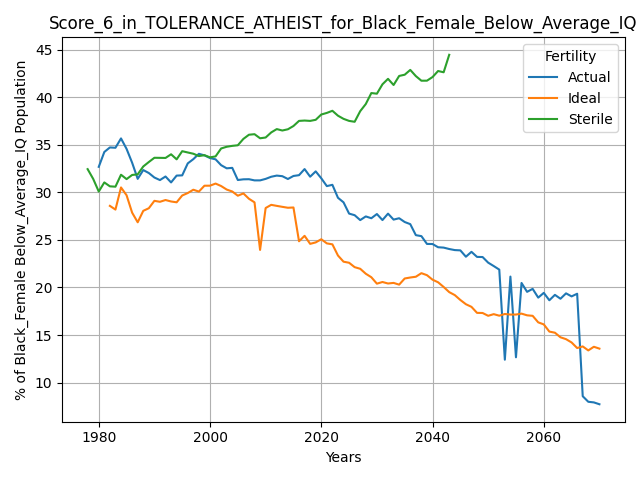 Score_6_in_TOLERANCE_ATHEIST_for_Black_Female_Below_Average_IQ
% of Black_Female Below_Average_IQ Population
45
40
35
30
25
20
15
10
Fertility
Actual
Ideal
Sterile
1980
2000
2020
2040
2060
Years